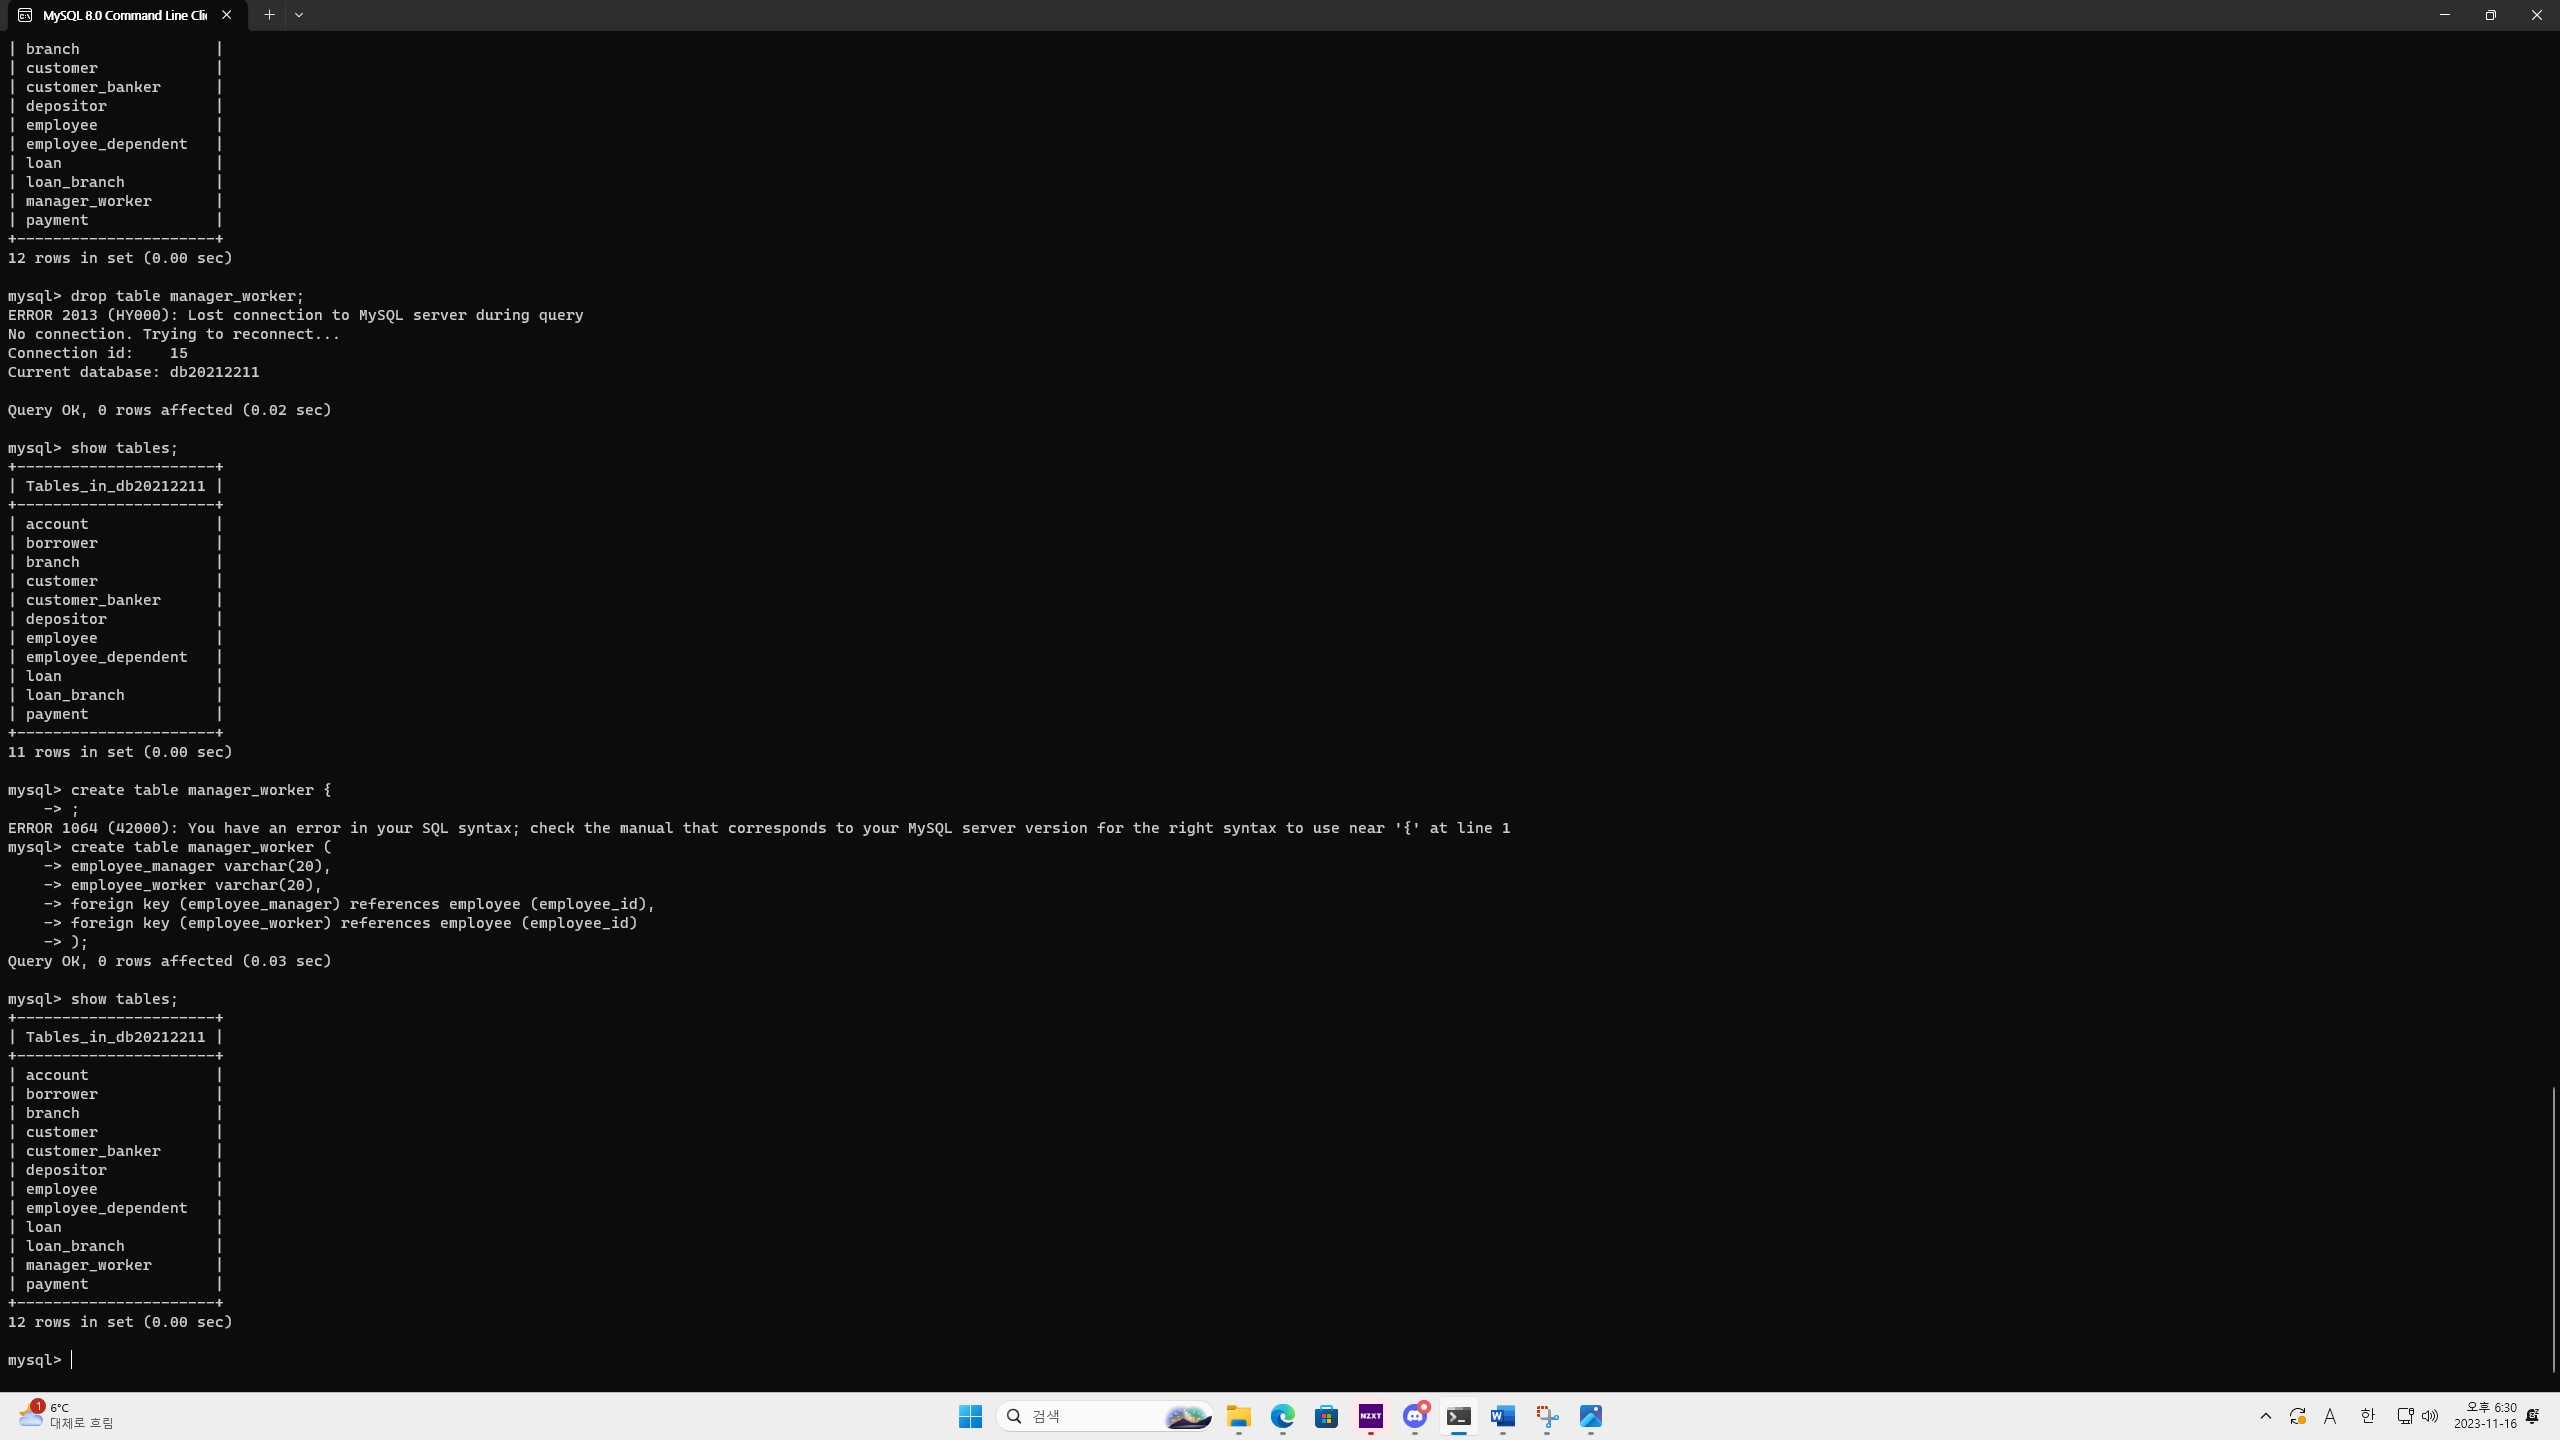 MySQL 8.0 Command Line Cli
| branch               |
| customer             |
| customer_banker      |
| depositor            |
| employee             |
| employee_dependent   |
| loan                 |
| loan_branch          |
| manager_worker       |
| payment              |
+----------------------+
12 rows in set (0.00 sec)
mysql> drop table manager_worker;
ERROR 2013 (HY000): Lost connection to MySQL server during query
No connection. Trying to reconnect...
Connection id:    15
Current database: db20212211
Query OK, 0 rows affected (0.02 sec)
mysql> show tables;
+----------------------+
| Tables_in_db20212211 |
+----------------------+
| account              |
| borrower             |
| branch               |
| customer             |
| customer_banker      |
| depositor            |
| employee             |
| employee_dependent   |
| loan                 |
| loan_branch          |
| payment              |
+----------------------+
11 rows in set (0.00 sec)
mysql> create table manager_worker {
    -> ;
ERROR 1064 (42000): You have an error in your SQL syntax; check the manual that corresponds to your MySQL server version for the right syntax to use near '{' at line 1
mysql> create table manager_worker (
    -> employee_manager varchar(20),
    -> employee_worker varchar(20),
    -> foreign key (employee_manager) references employee (employee_id),
    -> foreign key (employee_worker) references employee (employee_id)
    -> );
Query OK, 0 rows affected (0.03 sec)
mysql> show tables;
+----------------------+
| Tables_in_db20212211 |
+----------------------+
| account              |
| borrower             |
| branch               |
| customer             |
| customer_banker      |
| depositor            |
| employee             |
| employee_dependent   |
| loan                 |
| loan_branch          |
| manager_worker       |
| payment              |
+----------------------+
12 rows in set (0.00 sec)
mysql>
1
6°C
대체로 흐림
검색
NZXT
W
A
한
오후 6:30
2023-11-16